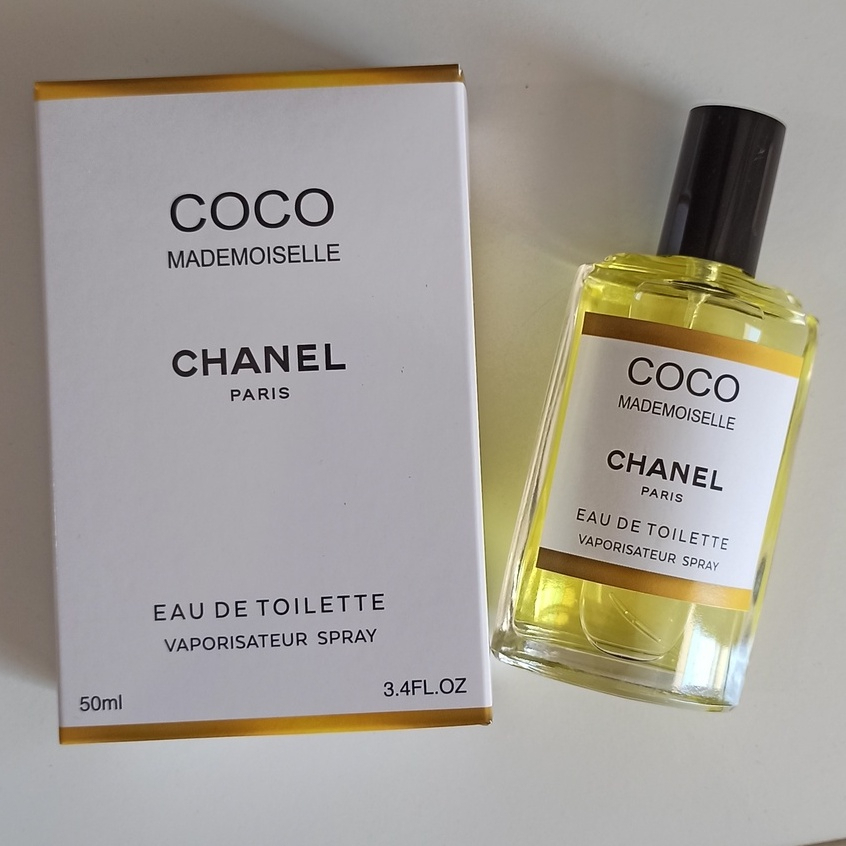 COCO
MADEMOISELLE
CHANEL
PARIS
EAU DE TOILETTE
VAPORISATEUR SPRAY
50ml
3.4FL.OZ
COCO
MADEMOISELLE
CHANEL
PARIS
EAU DE TOILETTE
VAPORISATEUR SPRAY